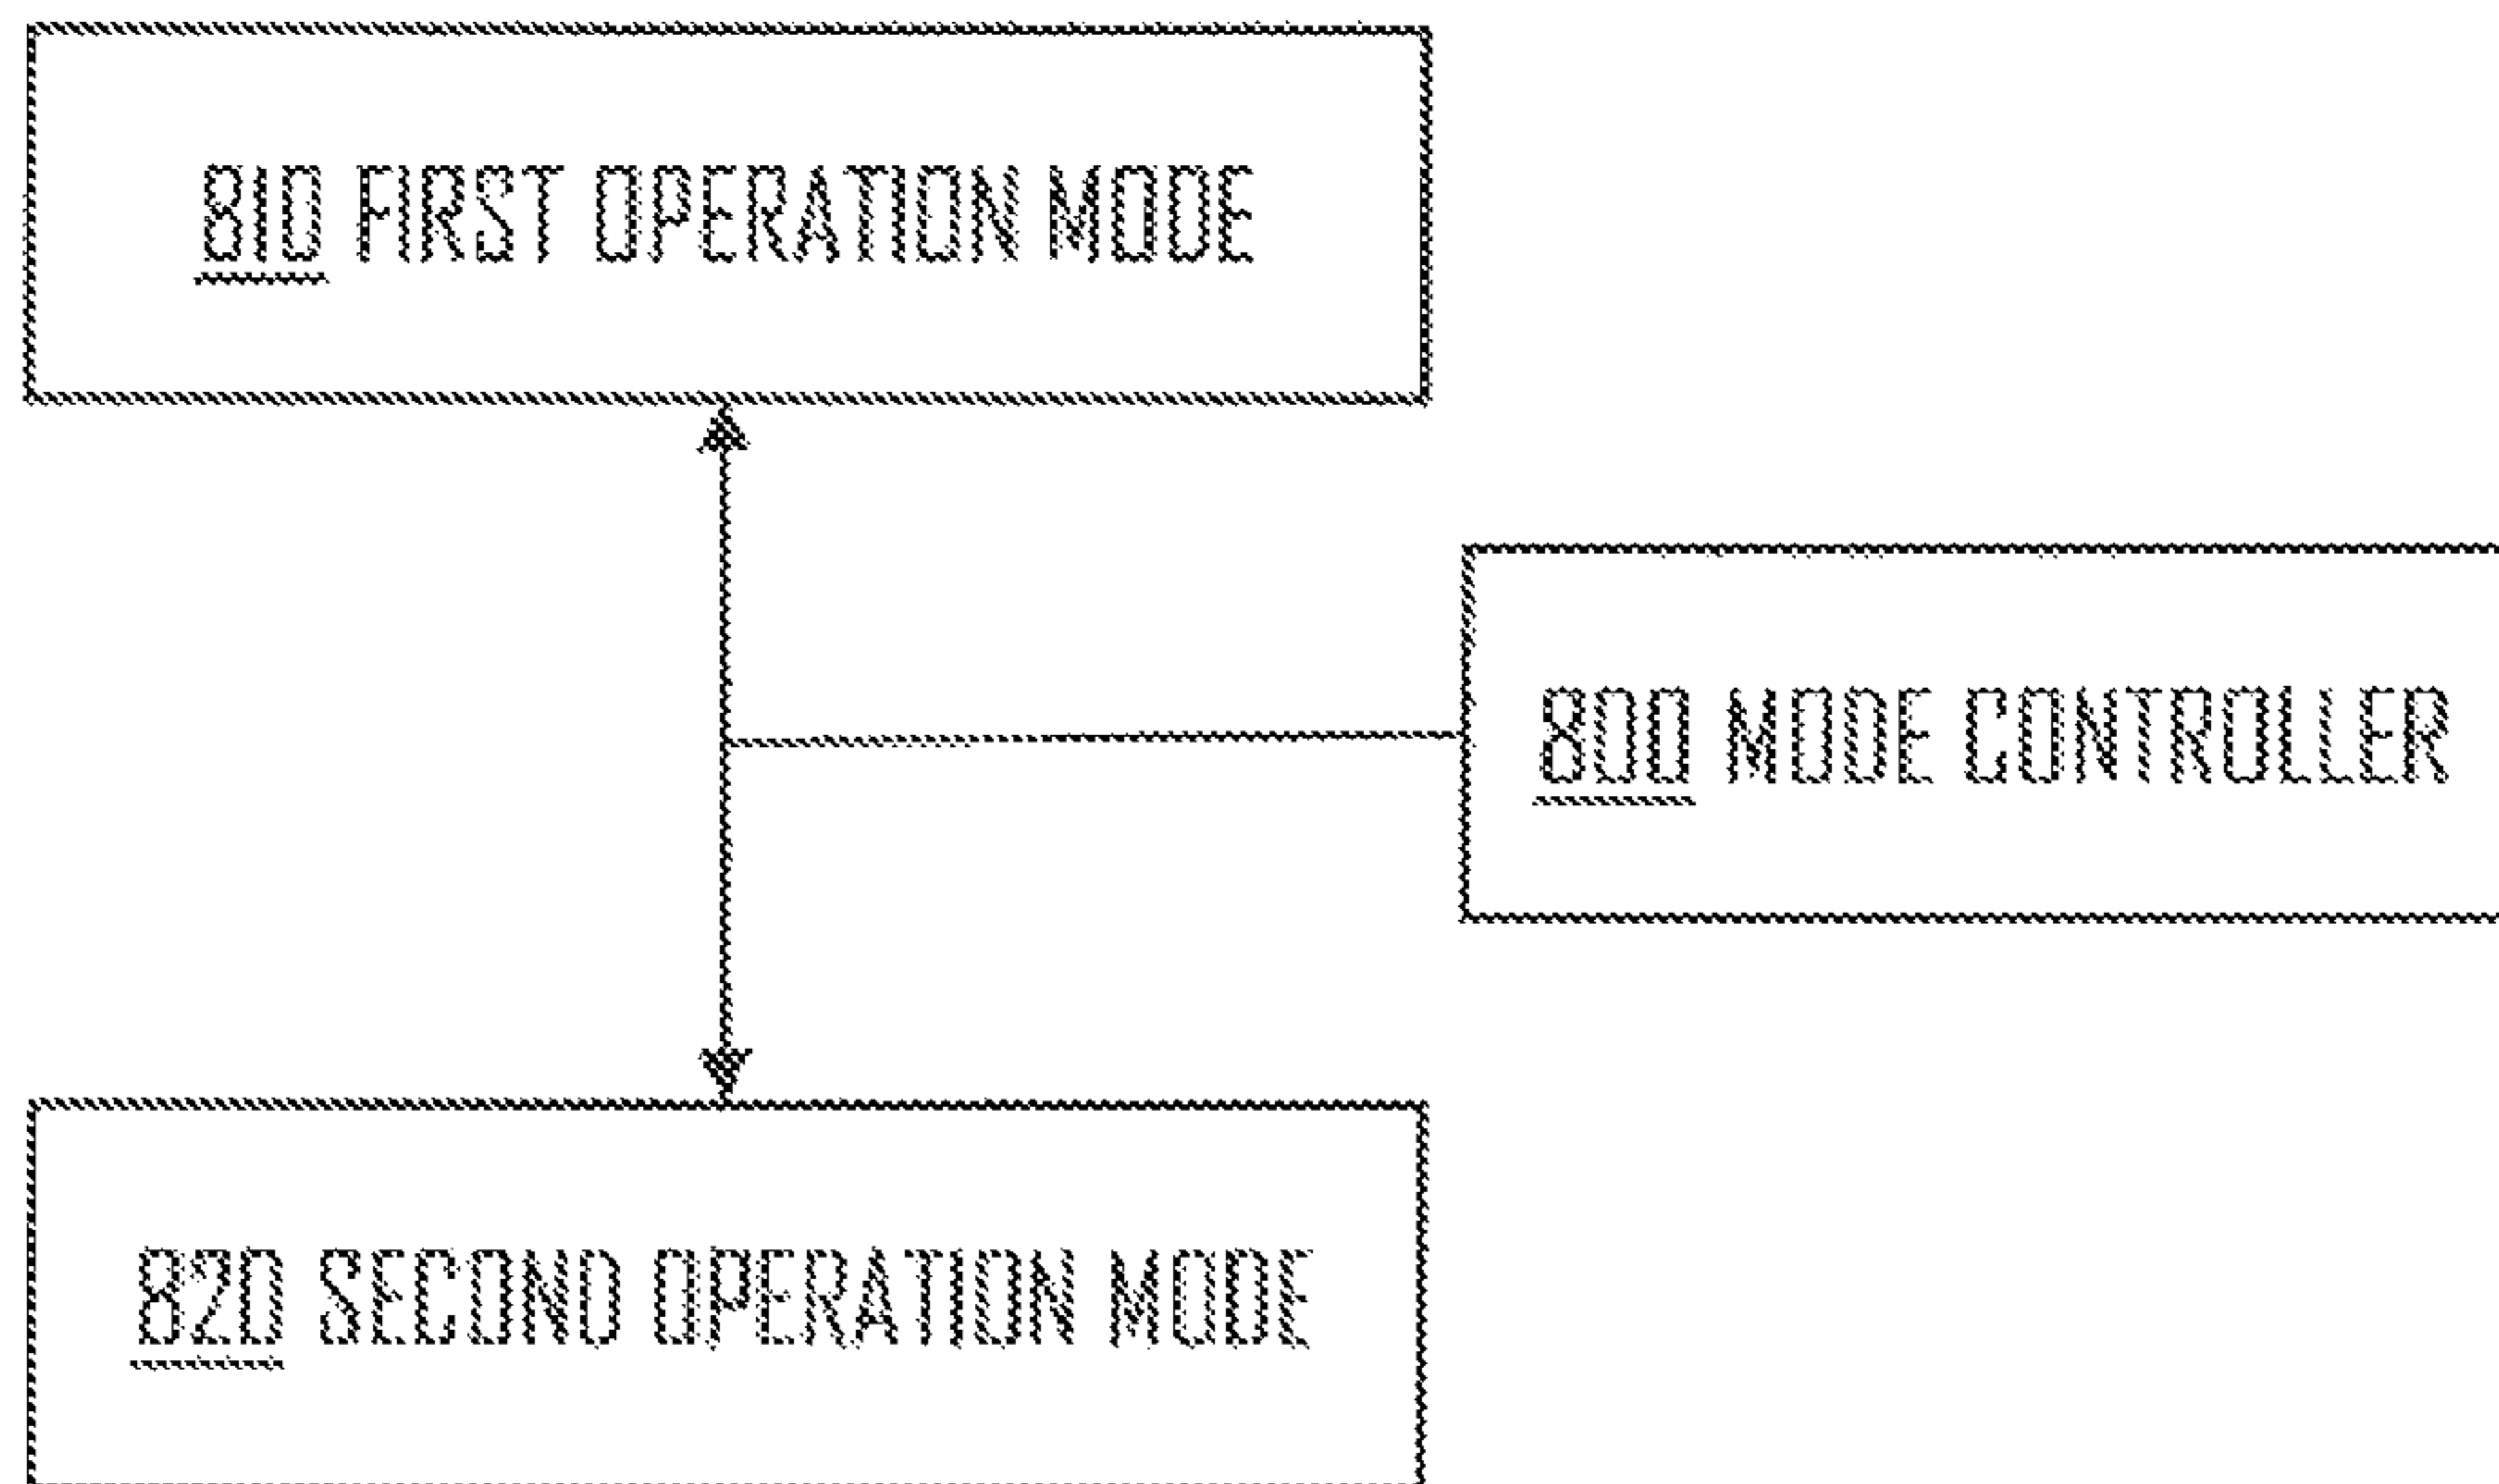 810 FIRST OPERATION MODE
800 MODE CONTROLLER
820 SECOND OPERATION MODE